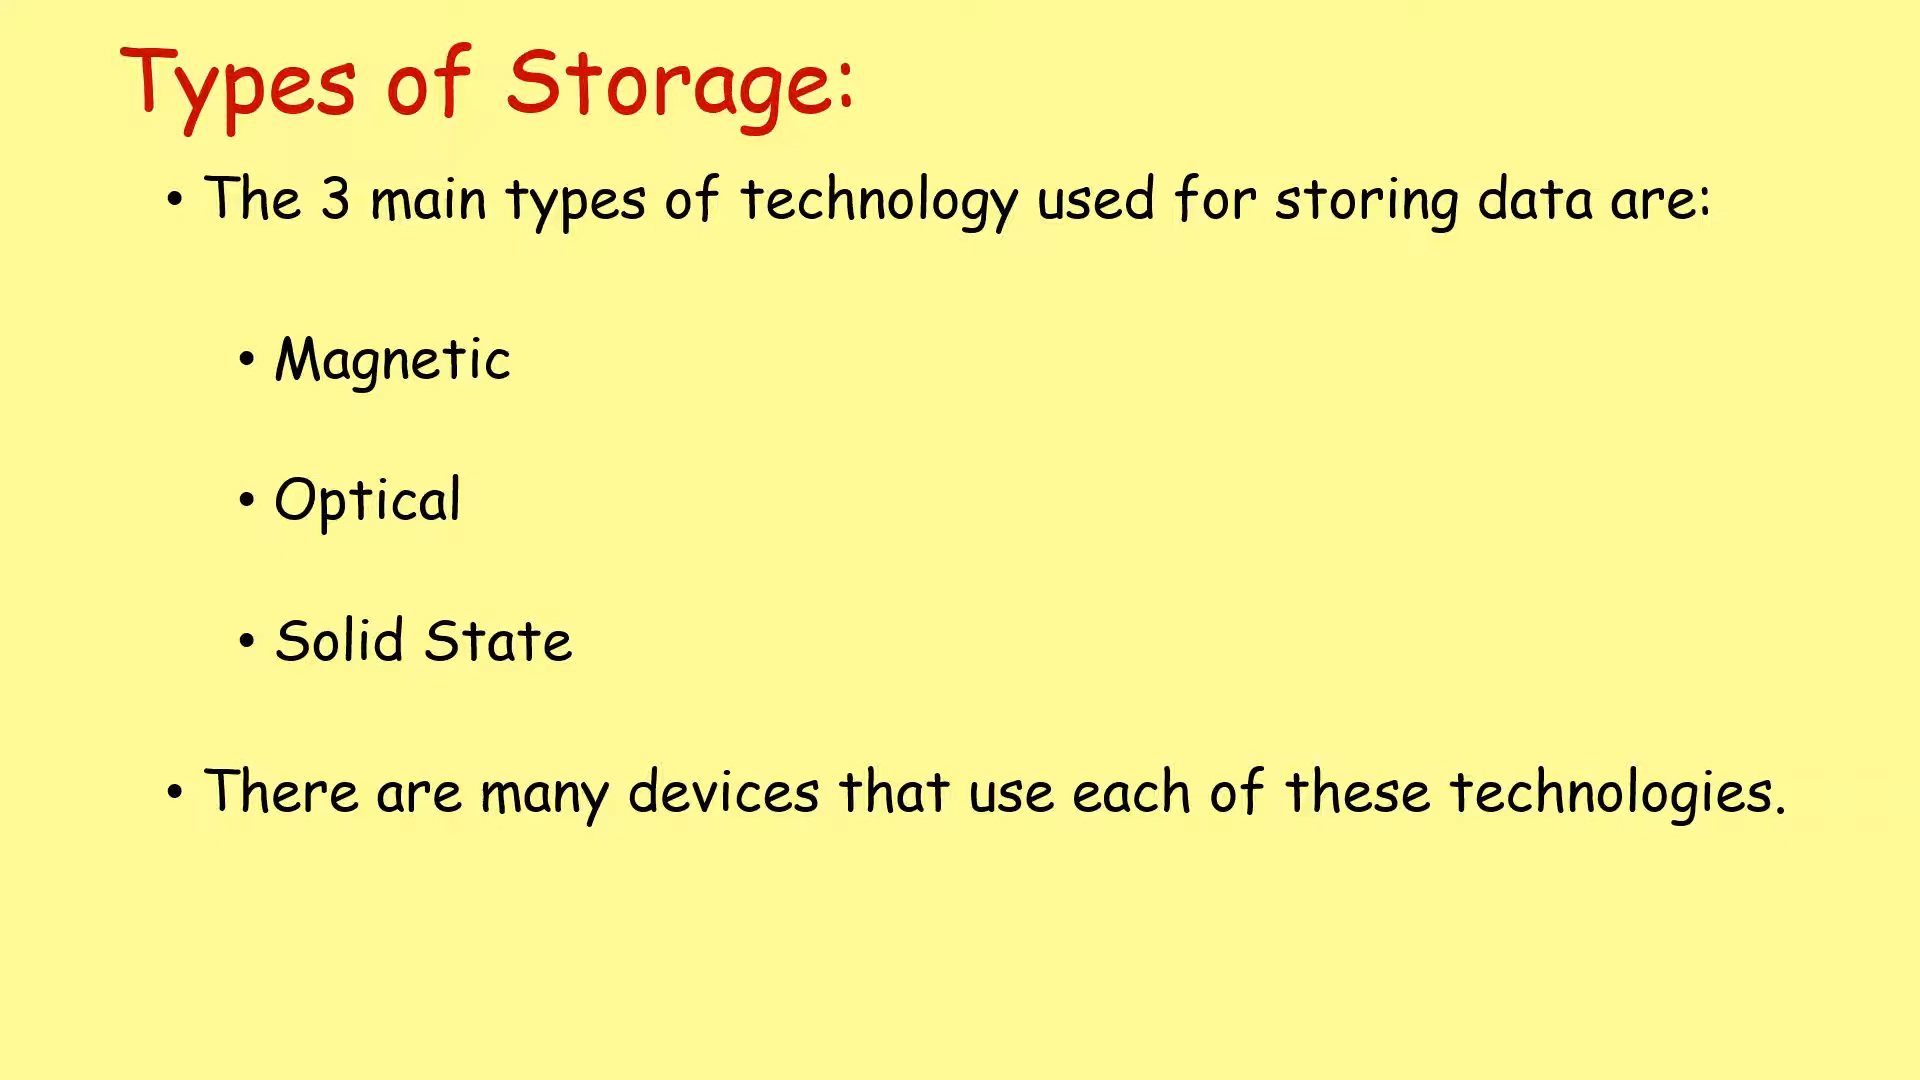 Types of Storage:
• The 3 main types of technology used for storing data are:
• Magnetic
• Optical
• Solid State
• There are many devices that use each of these technologies.